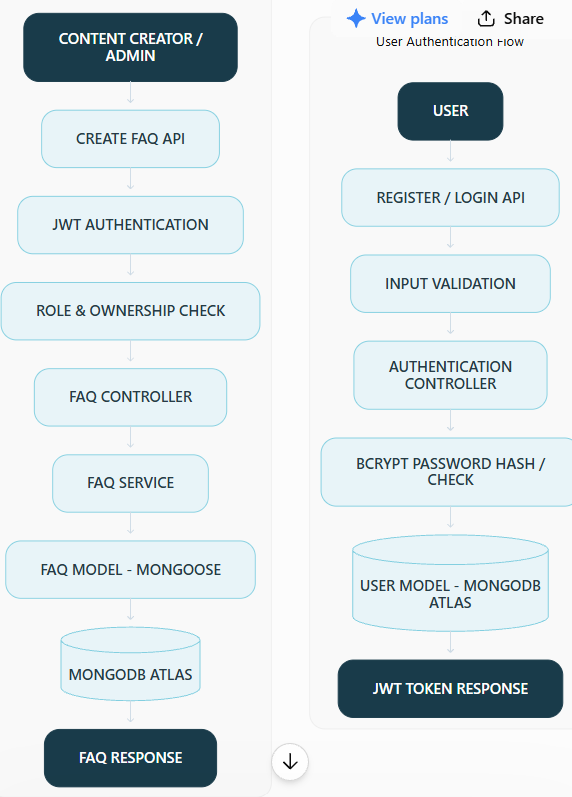 View plans
Share
User Authentication Flow
CONTENT CREATOR /
ADMIN
CREATE FAQ API
JWT AUTHENTICATION
ROLE & OWNERSHIP CHECK
FAQ CONTROLLER
FAQ SERVICE
FAQ MODEL - MONGOOSE
MONGODB ATLAS
FAQ RESPONSE
USER
REGISTER / LOGIN API
INPUT VALIDATION
AUTHENTICATION
CONTROLLER
BCRYPT PASSWORD HASH /
CHECK
USER MODEL - MONGODB
ATLAS
JWT TOKEN RESPONSE